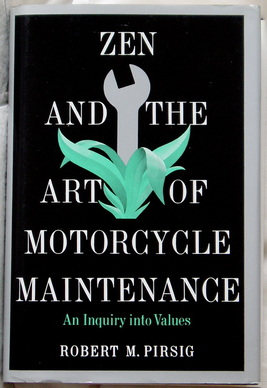 ZEN
AND THE
ART OF
MOTORCYCLE
MAINTENANCE
An Inquiry into Values
ROBERT M. PIRSIG